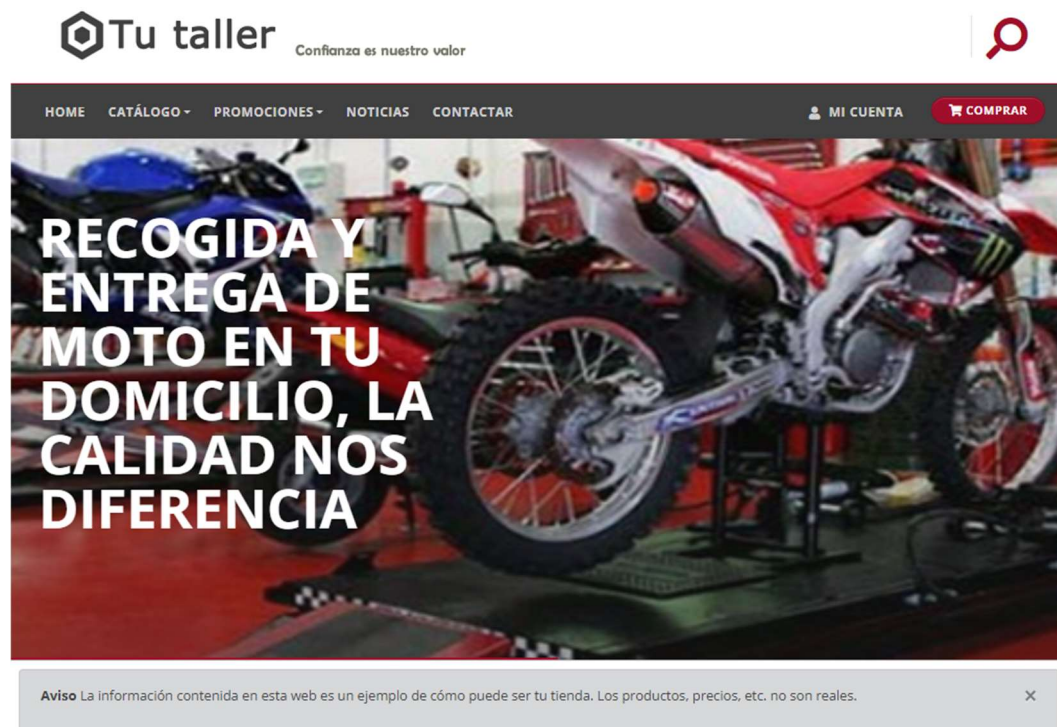 Tu taller Confianza es nuestro valor
HOME CATÁLOGO PROMOCIONES NOTICIAS CONTACTAR MI CUENTA COMPRAR
RECOGIDA Y
ENTREGA DE
MOTO EN TU
DOMICILIO, LA
CALIDAD NOS
DIFERENCIA
Aviso La información contenida en esta web es un ejemplo de cómo puede ser tu tienda. Los productos, precios, etc. no son reales. ×